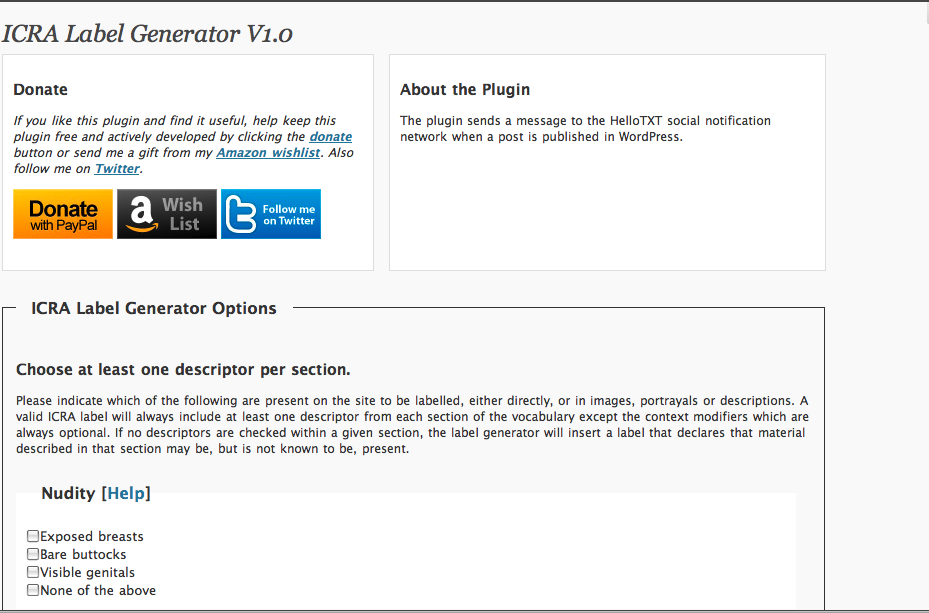 ICRA Label Generator V1.0
Donate
If you like this plugin and find it useful, help keep this
plugin free and actively developed by clicking the donate
button or send me a gift from my Amazon wishlist. Also
follow me on Twitter.
Donate
with PayPal
a Wish
List
Follow me
on Twitter
About the Plugin
The plugin sends a message to the HelloTXT social notification
network when a post is published in WordPress.
ICRA Label Generator Options
Choose at least one descriptor per section.
Please indicate which of the following are present on the site to be labelled, either directly, or in images, portrayals or descriptions. A
valid ICRA label will always include at least one descriptor from each section of the vocabulary except the context modifiers which are
always optional. If no descriptors are checked within a given section, the label generator will insert a label that declares that material
described in that section may be, but is not known to be, present.
Nudity [Help]
Exposed breasts
Bare buttocks
Visible genitals
None of the above